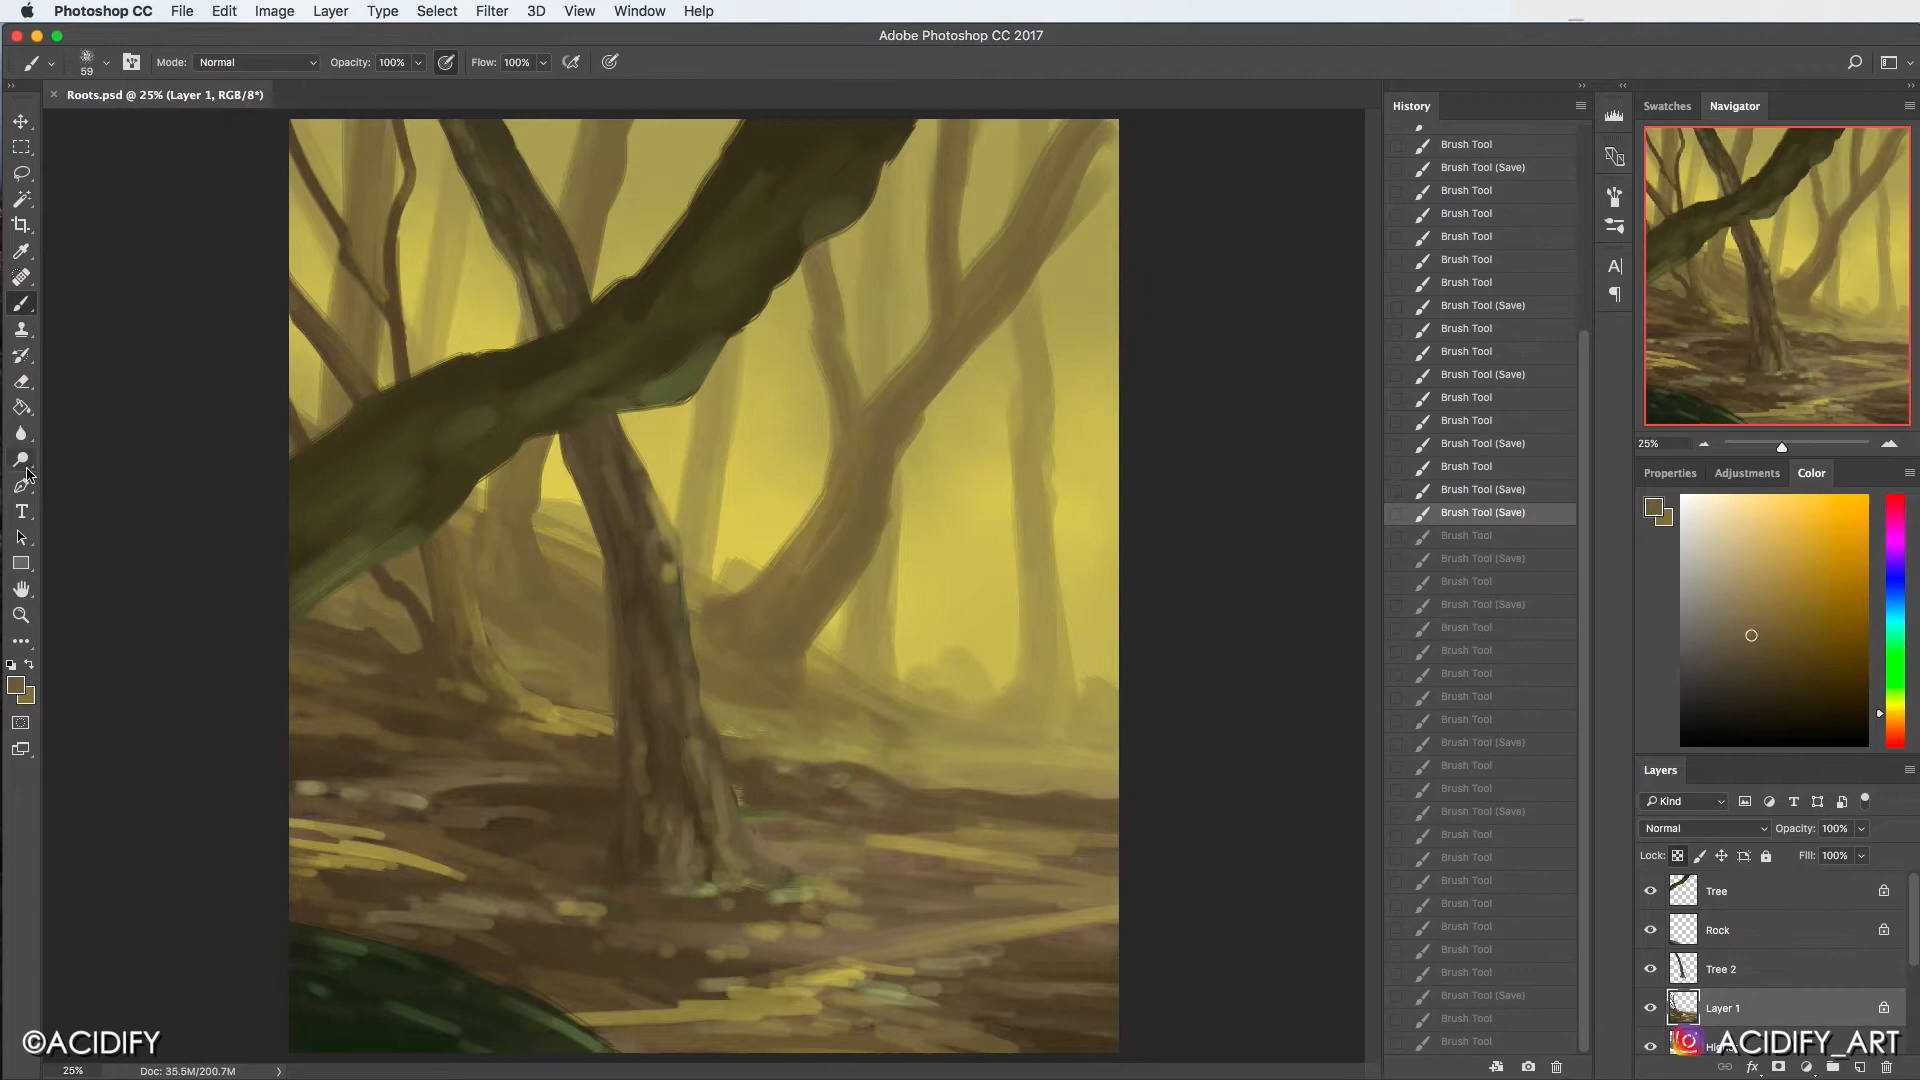 Photoshop CC File Edit Image Layer Type Select Filter 3D View Window Help
Adobe Photoshop CC 2017
59 Mode: Normal Opacity: 100% Flow: 100%
× Roots.psd @ 25% (Layer 1, RGB/8*)
History
Brush Tool
Brush Tool (Save)
Brush Tool
Brush Tool
Brush Tool
Brush Tool
Brush Tool
Brush Tool (Save)
Brush Tool
Brush Tool
Brush Tool (Save)
Brush Tool
Brush Tool
Brush Tool (Save)
Brush Tool
Brush Tool (Save)
Brush Tool (Save)
Brush Tool
Brush Tool (Save)
Brush Tool
Brush Tool (Save)
Brush Tool
Brush Tool
Brush Tool
Brush Tool
Brush Tool
Brush Tool (Save)
Brush Tool
Brush Tool
Brush Tool (Save)
Brush Tool
Brush Tool
Brush Tool
Brush Tool
Brush Tool
Brush Tool
Brush Tool
Brush Tool (Save)
Brush Tool
Brush Tool
Swatches Navigator
25%
Properties Adjustments Color
Layers
Kind
Normal Opacity: 100%
Lock: Fill: 100%
Tree
Rock
Tree 2
Layer 1
©ACIDIFY
ACIDIFY_ART
25% Doc: 35.5M/200.7M